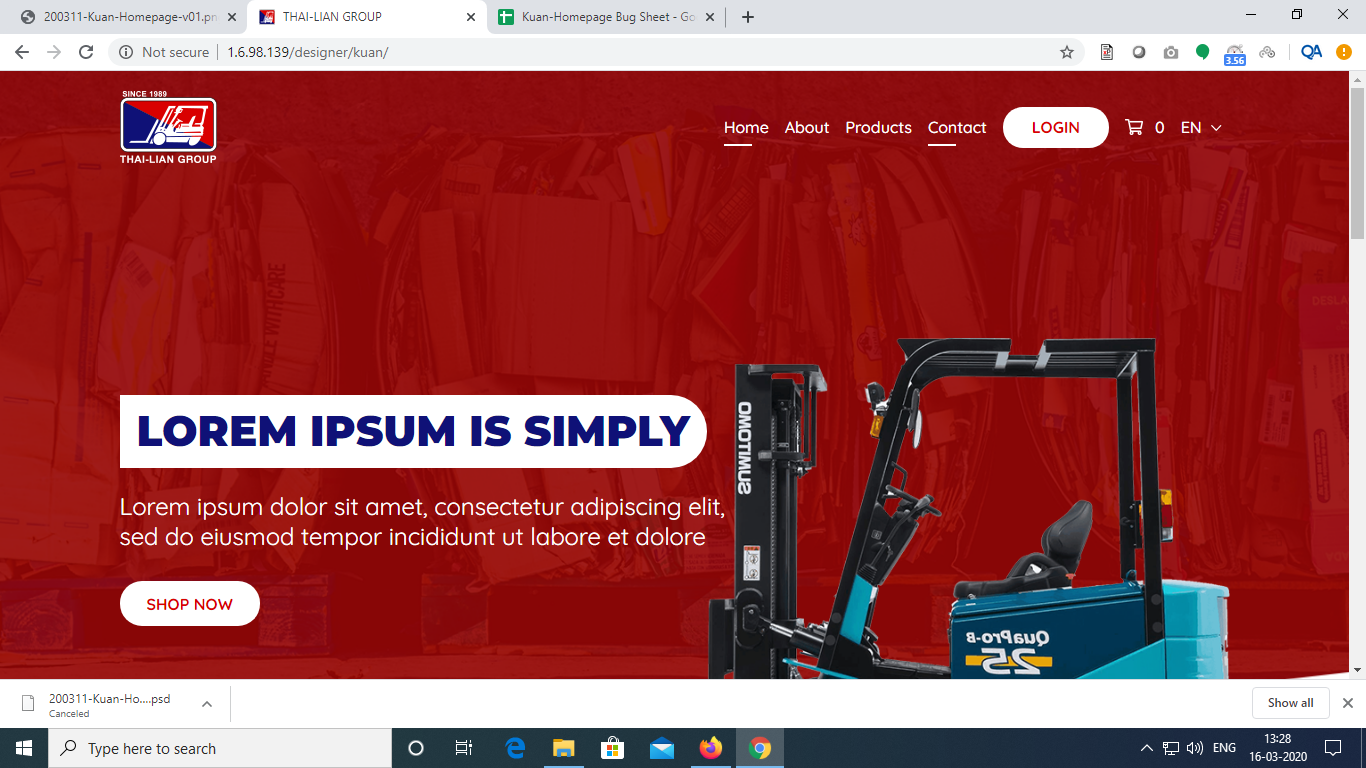 200311-Kuan-Homepage-v01.pn
THAI-LIAN GROUP
Kuan-Homepage Bug Sheet - Go
Not secure
1.6.98.139/designer/kuan/
3.56
QA
SINCE 1989
THAI-LIAN GROUP
Home
About
Products
Contact
LOGIN
0
EN
LOREM IPSUM IS SIMPLY
Lorem ipsum dolor sit amet, consectetur adipiscing elit,
sed do eiusmod tempor incididunt ut labore et dolore
SHOP NOW
SUMITOMO
QuaPro-B
25
200311-Kuan-Ho....psd
Canceled
Show all
Type here to search
ENG
13:28
16-03-2020